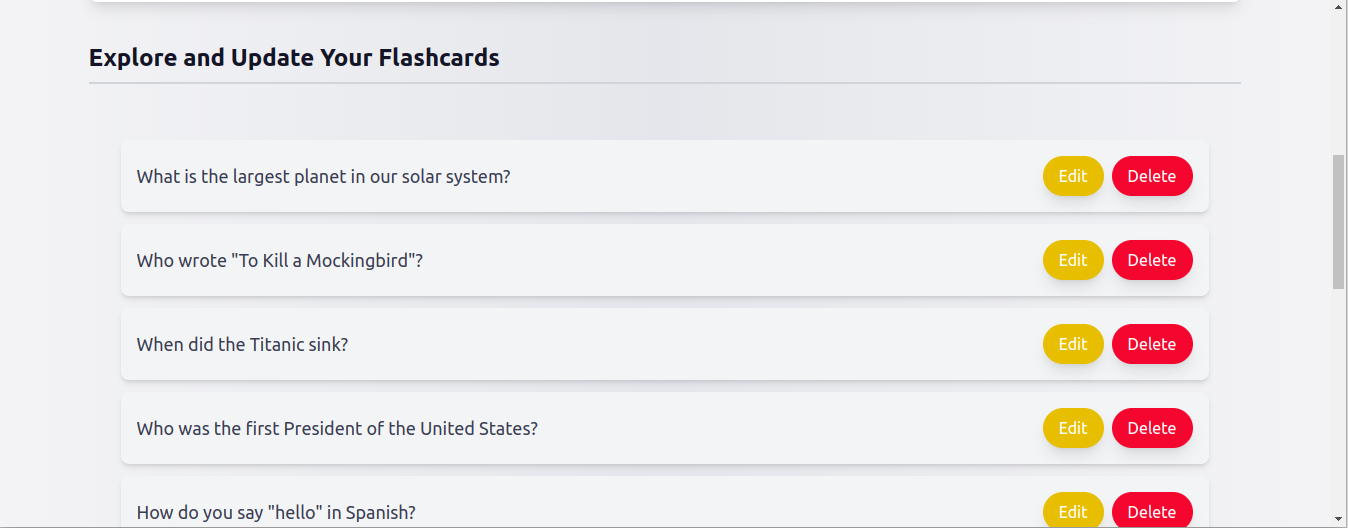 Explore and Update Your Flashcards
What is the largest planet in our solar system? Edit Delete
Who wrote "To Kill a Mockingbird"? Edit Delete
When did the Titanic sink? Edit Delete
Who was the first President of the United States? Edit Delete
How do you say "hello" in Spanish? Edit Delete